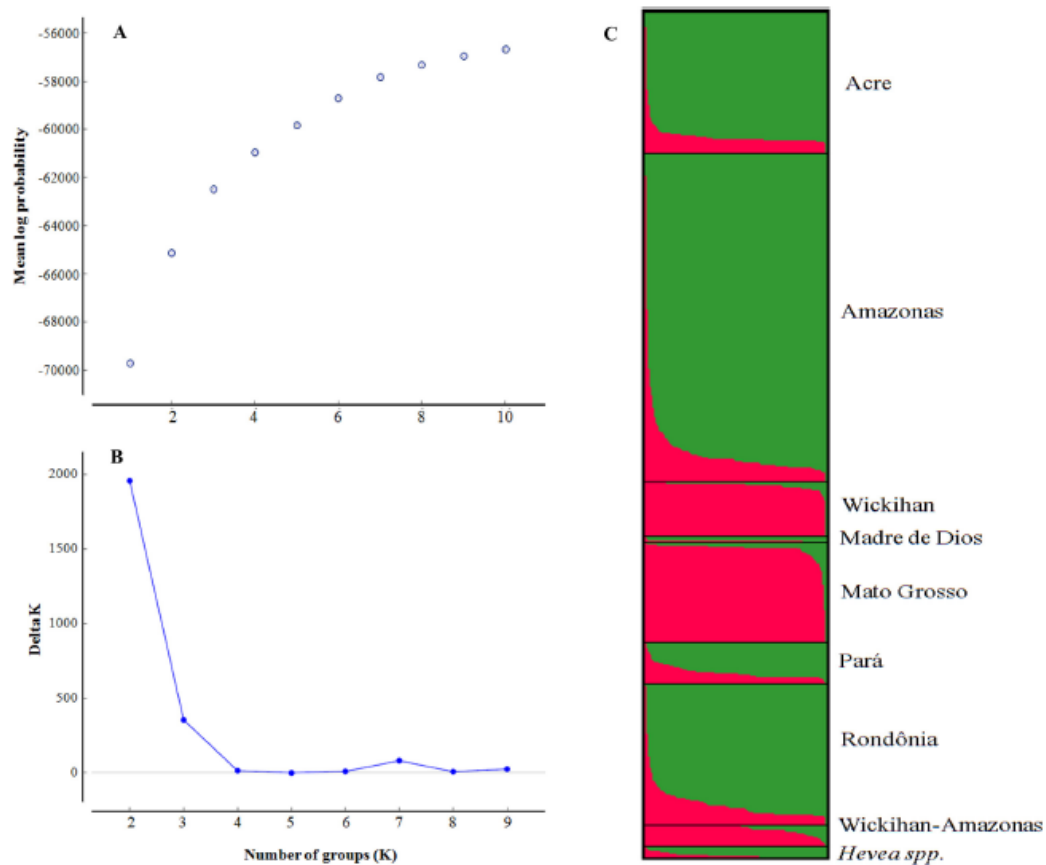 A
Mean log probability
-56000
-58000
-60000
-62000
-64000
-66000
-68000
-70000
2
4
6
8
10
B
Delta K
2000
1500
1000
500
0
2
3
4
5
6
7
8
9
Number of groups (K)
C
Acre
Amazonas
Wickihan
Madre de Dios
Mato Grosso
Pará
Rondônia
Wickihan-Amazonas
Hevea spp.